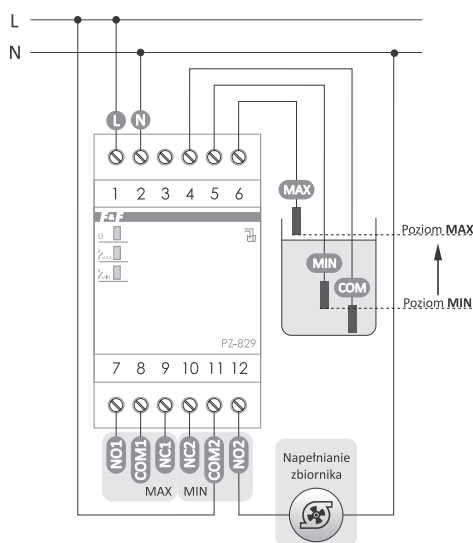 L
N
L N
1 2 3 4 5 6
F&F
U
MAX
MIN
PZ-829
7 8 9 10 11 12
NO1 COM1 NC1 NC2 COM2 NO2
MAX MIN
MAX
MIN
COM
Poziom MAX
Poziom MIN
Napełnianie
zbiornika